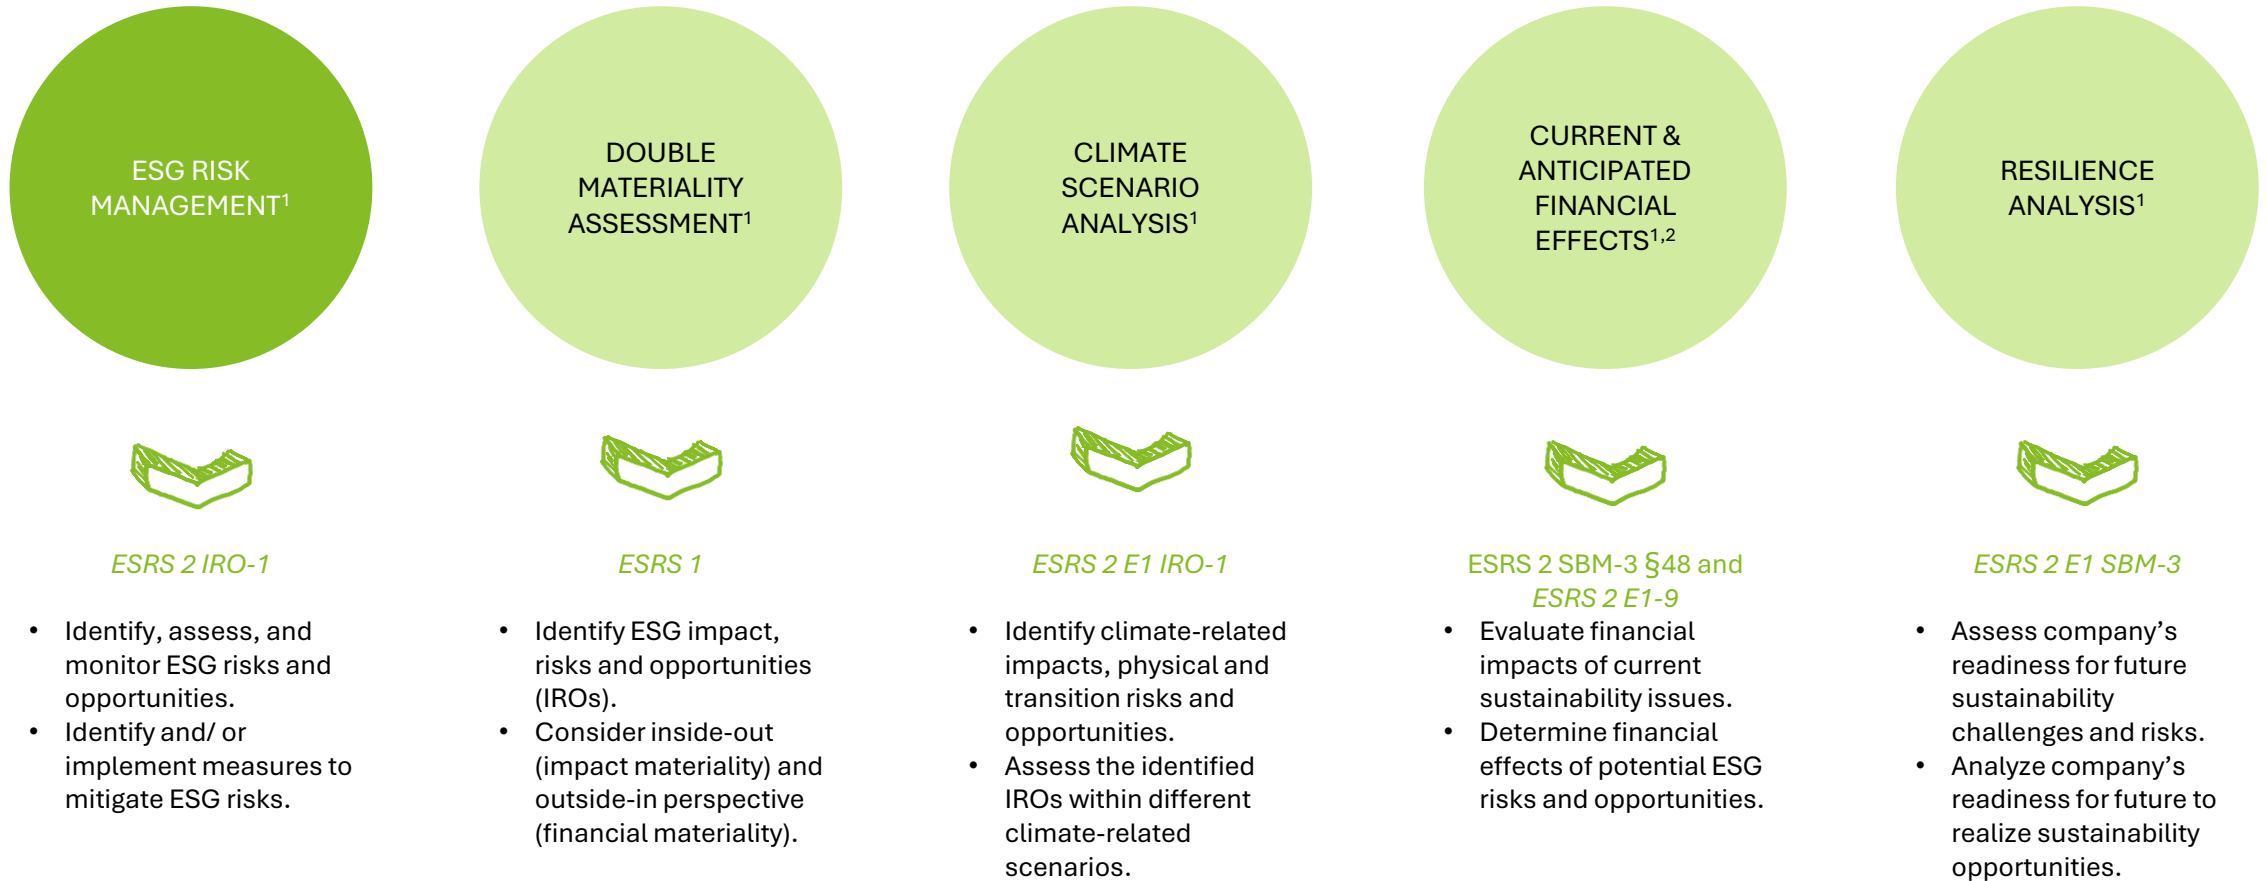 ESG RISK
MANAGEMENT¹
DOUBLE
MATERIALITY
ASSESSMENT¹
CLIMATE
SCENARIO
ANALYSIS¹
CURRENT &
ANTICIPATED
FINANCIAL
EFFECTS¹,²
RESILIENCE
ANALYSIS¹
ESRS 2 IRO-1
• Identify, assess, and
monitor ESG risks and
opportunities.
• Identify and/ or
implement measures to
mitigate ESG risks.
ESRS 1
• Identify ESG impact,
risks and opportunities
(IROs).
• Consider inside-out
(impact materiality) and
outside-in perspective
(financial materiality).
ESRS 2 E1 IRO-1
• Identify climate-related
impacts, physical and
transition risks and
opportunities.
• Assess the identified
IROs within different
climate-related
scenarios.
ESRS 2 SBM-3 §48 and
ESRS 2 E1-9
• Evaluate financial
impacts of current
sustainability issues.
• Determine financial
effects of potential ESG
risks and opportunities.
ESRS 2 E1 SBM-3
• Assess company’s
readiness for future
sustainability
challenges and risks.
• Analyze company’s
readiness for future to
realize sustainability
opportunities.